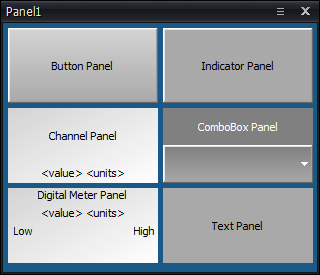 Panel1
Button Panel
Indicator Panel
Channel Panel
<value> <units>
ComboBox Panel
Digital Meter Panel
<value> <units>
Low High
Text Panel